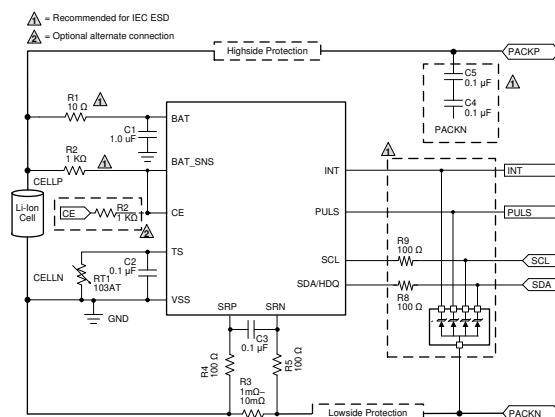 1 = Recommended for IEC ESD
2 = Optional alternate connection
Highside Protection
PACKP
C5
0.1 µF
1
C4
0.1 µF
PACKN
R1
10 Ω
1
BAT
C1
1.0 uF
R2
1 KΩ
1
BAT_SNS
INT
1
INT
CELLP
Li-Ion
Cell
CE
R2
1 KΩ
CE
2
PULS
PULS
TS
C2
0.1 µF
CELLN
RT1
103AT
SCL
R9
100 Ω
SCL
SDA/HDQ
R8
100 Ω
SDA
VSS
GND
SRP
SRN
C3
0.1 µF
R4
100 Ω
R5
100 Ω
R3
1mΩ–
10mΩ
Lowside Protection
PACKN